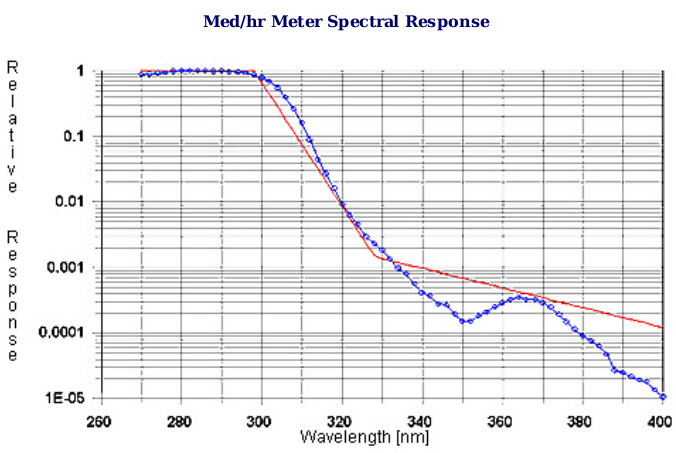 Med/hr Meter Spectral Response
Relative Response
1
0.1
0.01
0.001
0.0001
1E-05
260 280 300 320 340 360 380 400
Wavelength [nm]